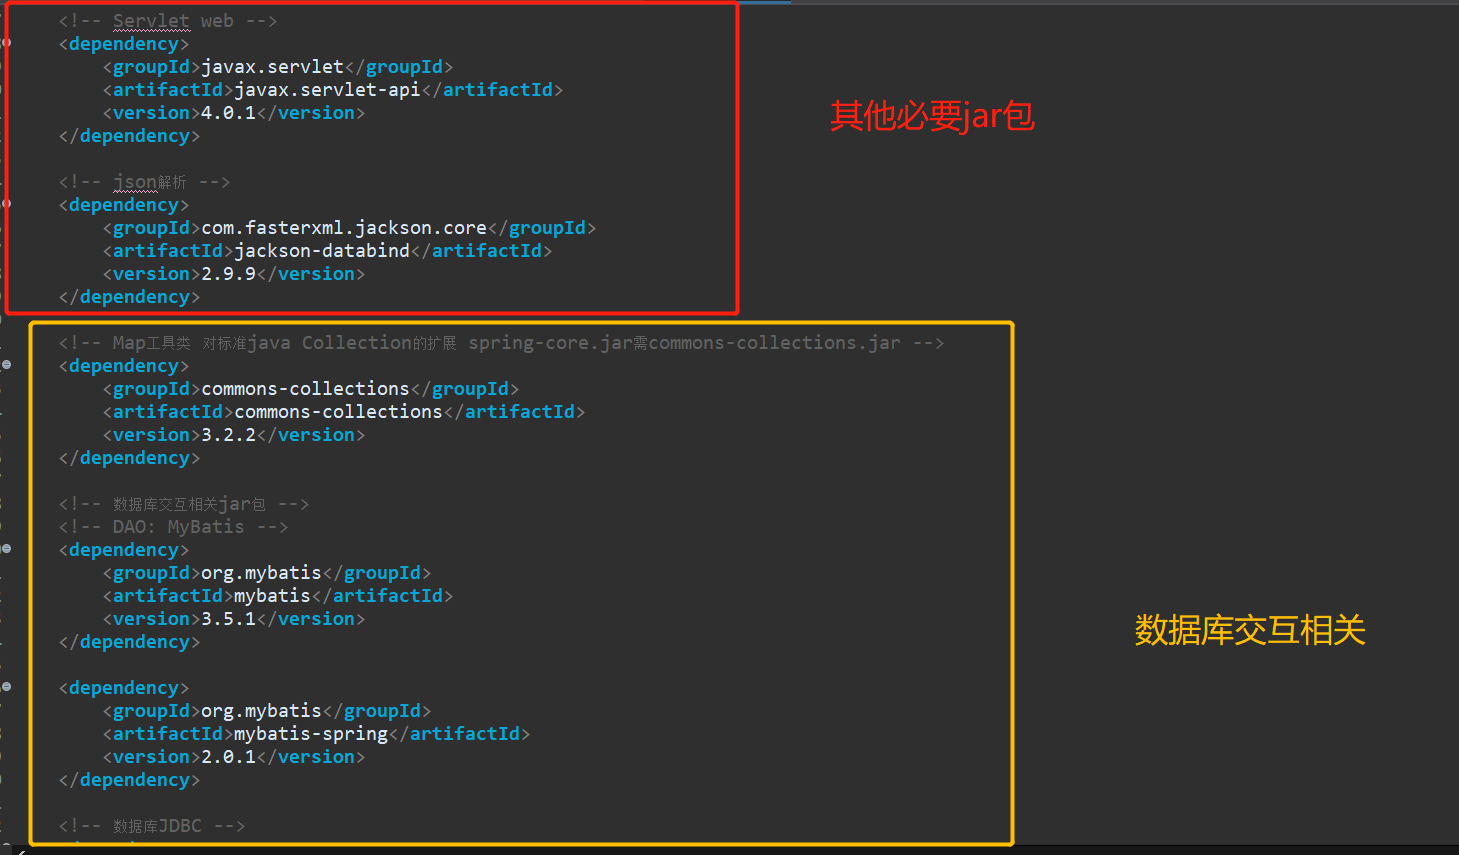 <!-- Servlet web -->
<dependency>
<groupId>javax.servlet</groupId>
<artifactId>javax.servlet-api</artifactId>
<version>4.0.1</version>
</dependency>
其他必要jar包
<!-- json解析 -->
<dependency>
<groupId>com.fasterxml.jackson.core</groupId>
<artifactId>jackson-databind</artifactId>
<version>2.9.9</version>
</dependency>
<!-- Map工具类 对标准java Collection的扩展 spring-core.jar需commons-collections.jar -->
<dependency>
<groupId>commons-collections</groupId>
<artifactId>commons-collections</artifactId>
<version>3.2.2</version>
</dependency>
<!-- 数据库交互相关jar包 -->
<!-- DAO: MyBatis -->
<dependency>
<groupId>org.mybatis</groupId>
<artifactId>mybatis</artifactId>
<version>3.5.1</version>
</dependency>
数据库交互相关
<dependency>
<groupId>org.mybatis</groupId>
<artifactId>mybatis-spring</artifactId>
<version>2.0.1</version>
</dependency>
<!-- 数据库JDBC -->